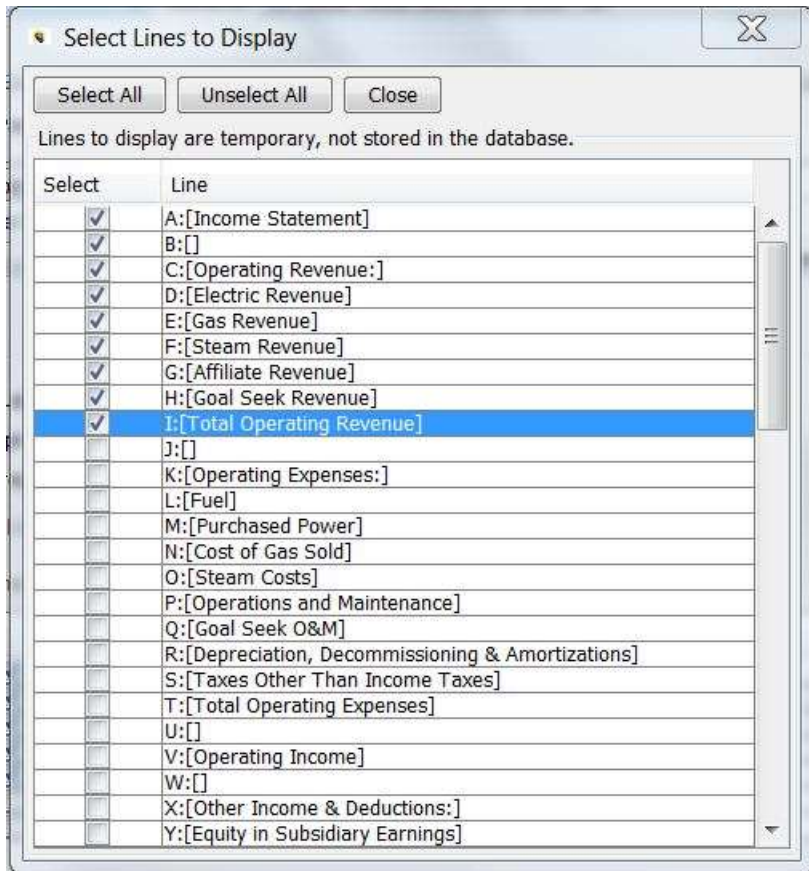 Select Lines to Display
Select All Unselect All Close
Lines to display are temporary, not stored in the database.
Select Line
A:[Income Statement]
B:[]
C:[Operating Revenue:]
D:[Electric Revenue]
E:[Gas Revenue]
F:[Steam Revenue]
G:[Affiliate Revenue]
H:[Goal Seek Revenue]
I:[Total Operating Revenue]
J:[]
K:[Operating Expenses:]
L:[Fuel]
M:[Purchased Power]
N:[Cost of Gas Sold]
O:[Steam Costs]
P:[Operations and Maintenance]
Q:[Goal Seek O&M]
R:[Depreciation, Decommissioning & Amortizations]
S:[Taxes Other Than Income Taxes]
T:[Total Operating Expenses]
U:[]
V:[Operating Income]
W:[]
X:[Other Income & Deductions:]
Y:[Equity in Subsidiary Earnings]